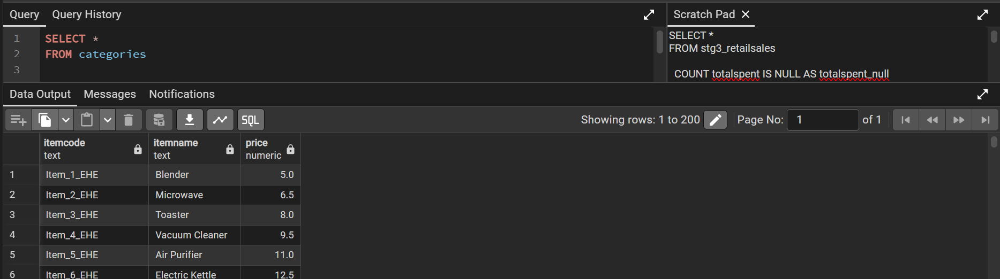 Query Query History
Scratch Pad
1 SELECT *
2 FROM categories
3
SELECT *
FROM stg3_retailsales
COUNT totalspent IS NULL AS totalspent_null
Data Output Messages Notifications
SQL
Showing rows: 1 to 200 Page No: 1 of 1
itemcode itemname price
text text numeric
1 Item_1_EHE Blender 5.0
2 Item_2_EHE Microwave 6.5
3 Item_3_EHE Toaster 8.0
4 Item_4_EHE Vacuum Cleaner 9.5
5 Item_5_EHE Air Purifier 11.0
6 Item_6_EHE Electric Kettle 12.5